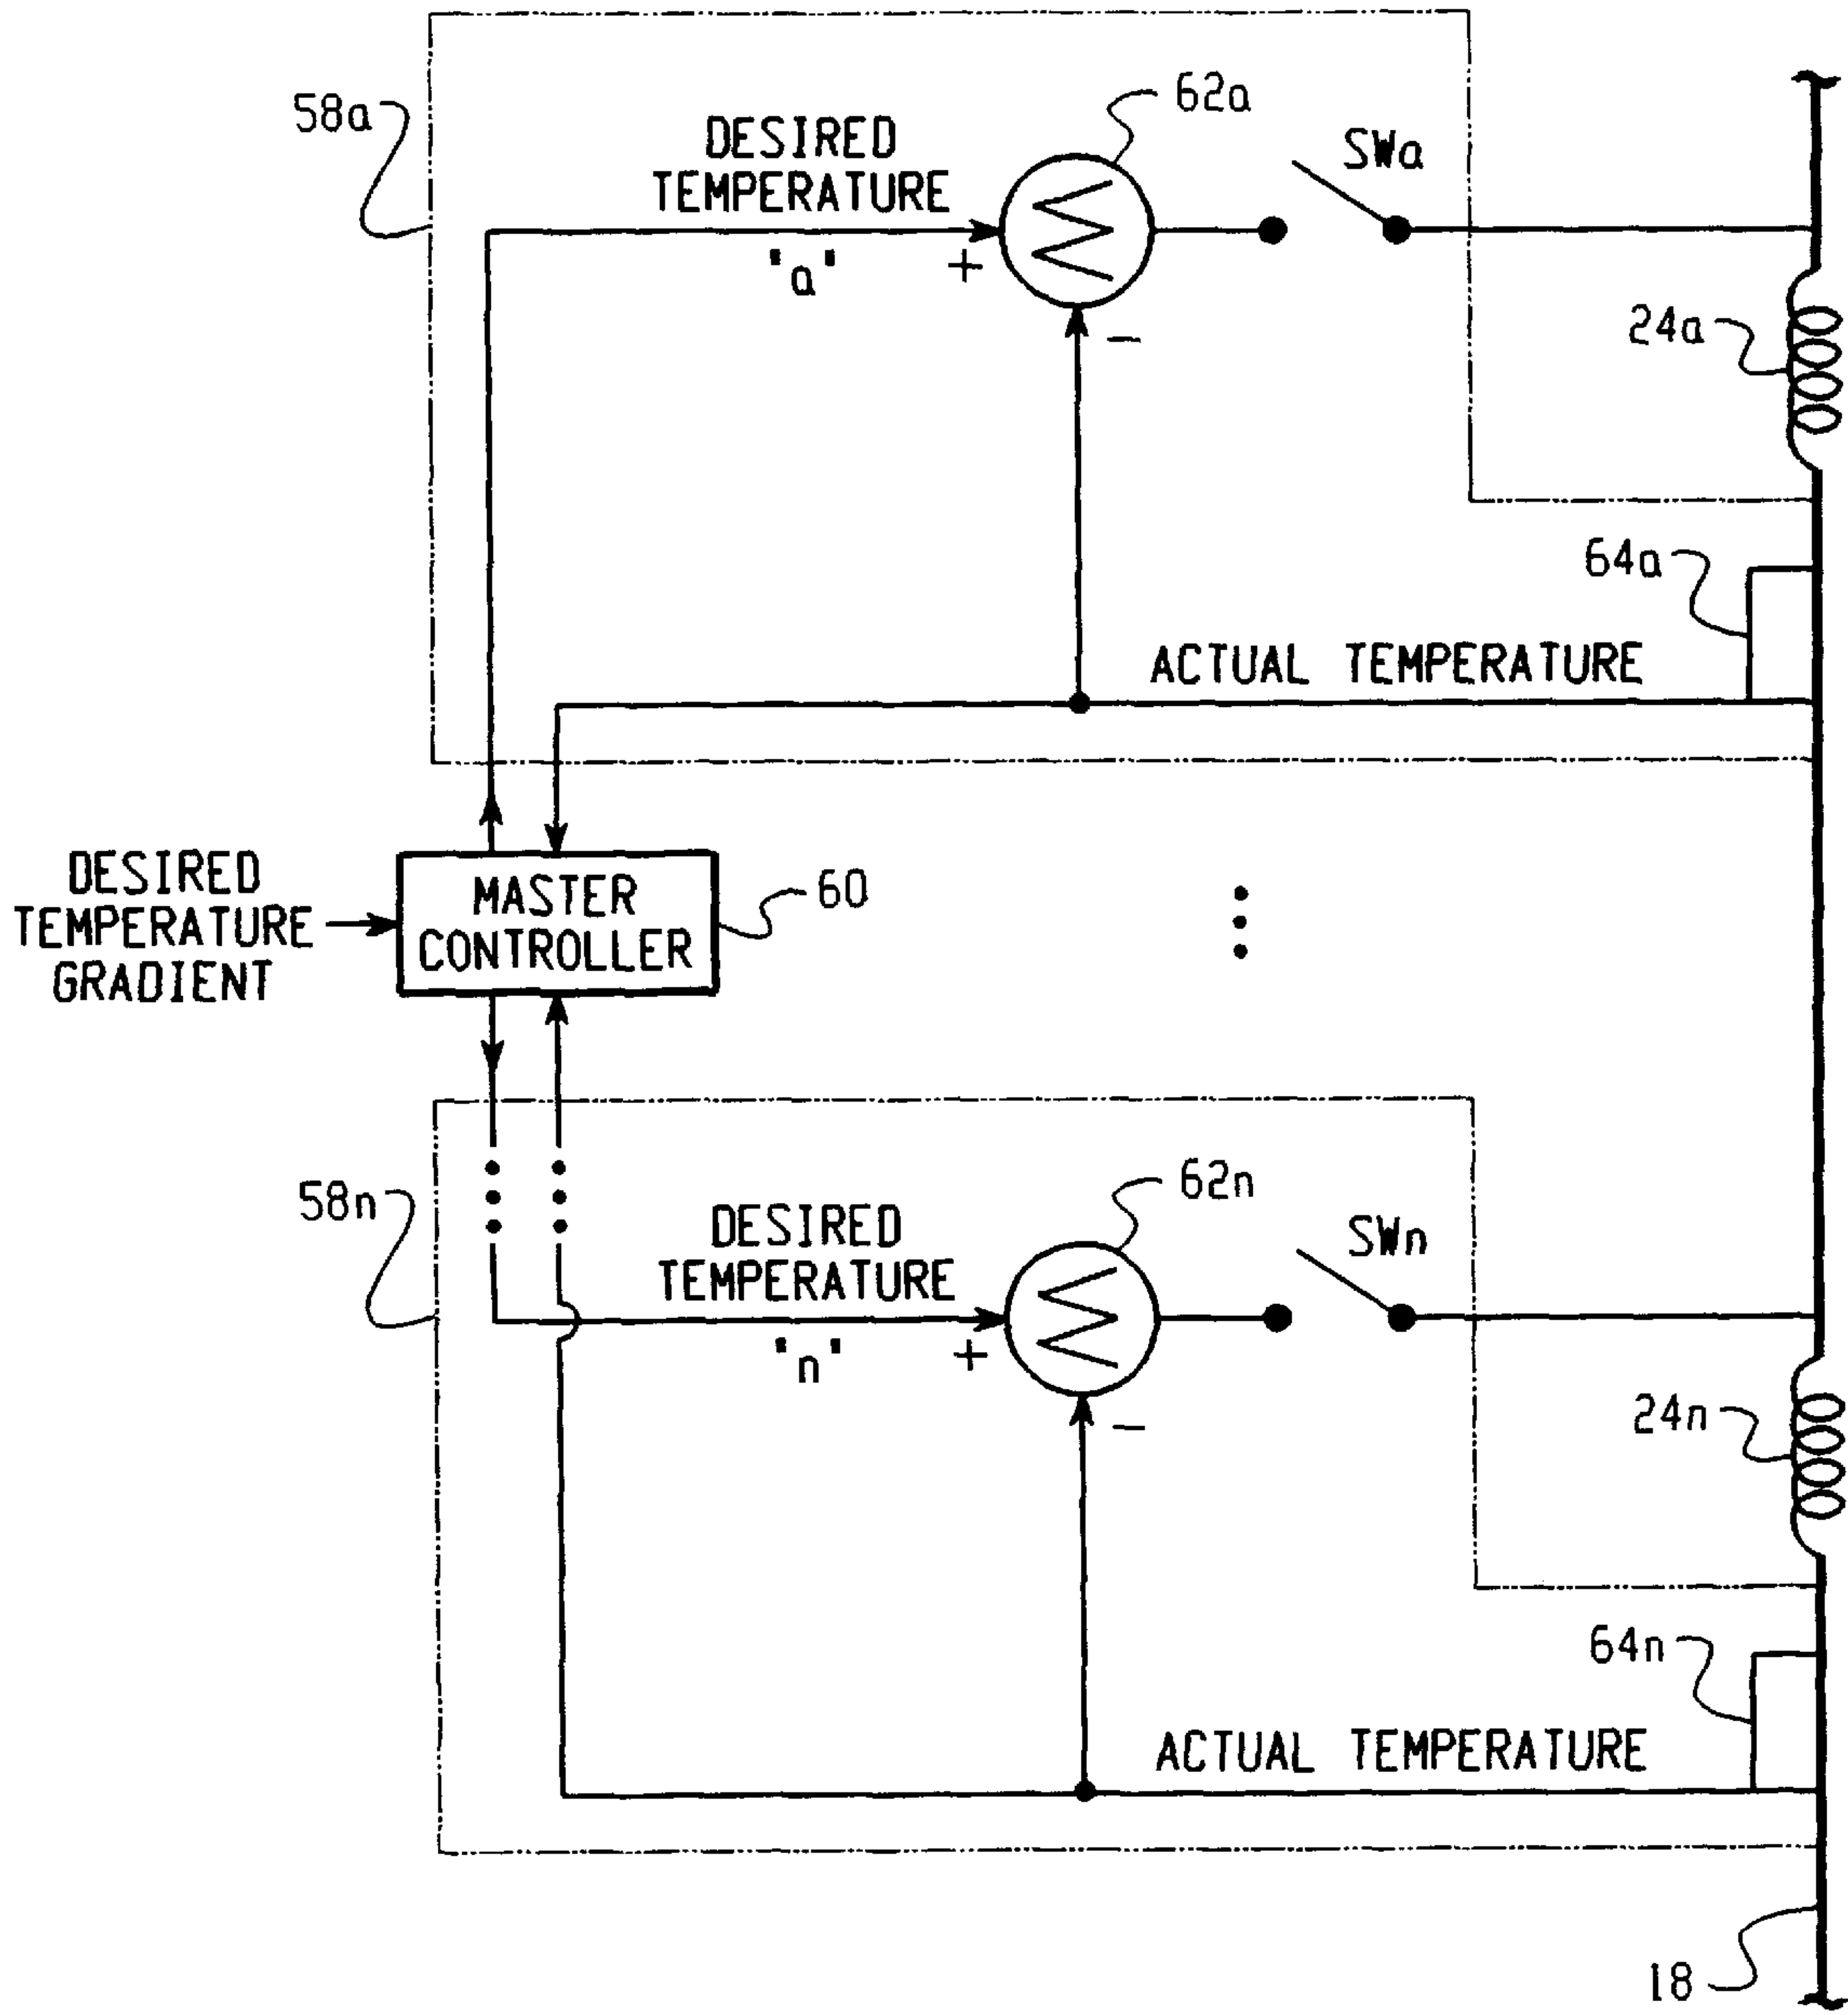 62a
58a
DESIRED
TEMPERATURE
SWa
"a"
+
24a
−
64a
ACTUAL TEMPERATURE
DESIRED
TEMPERATURE
GRADIENT
MASTER
CONTROLLER
60
62n
58n
DESIRED
TEMPERATURE
SWn
"n"
+
24n
−
64n
ACTUAL TEMPERATURE
18